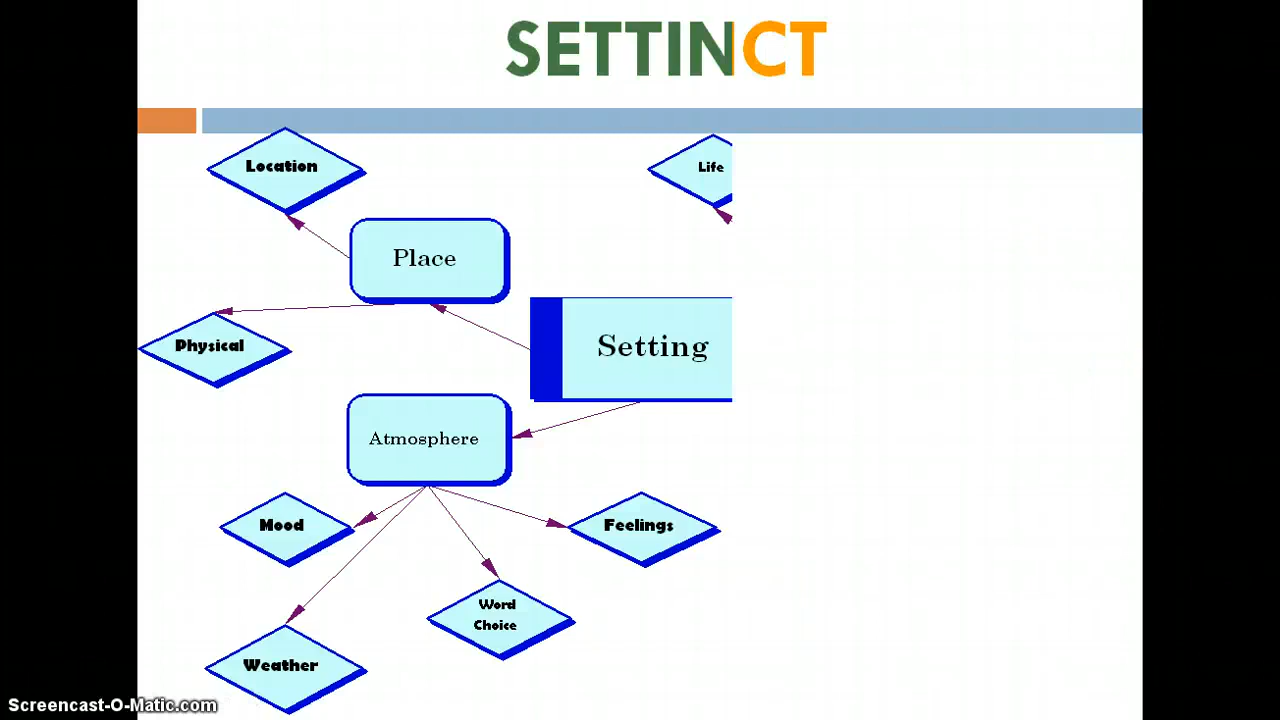 SETTINCT
Location
Life
Place
Physical
Setting
Atmosphere
Mood
Feelings
Word
Choice
Weather
Screencast-O-Matic.com